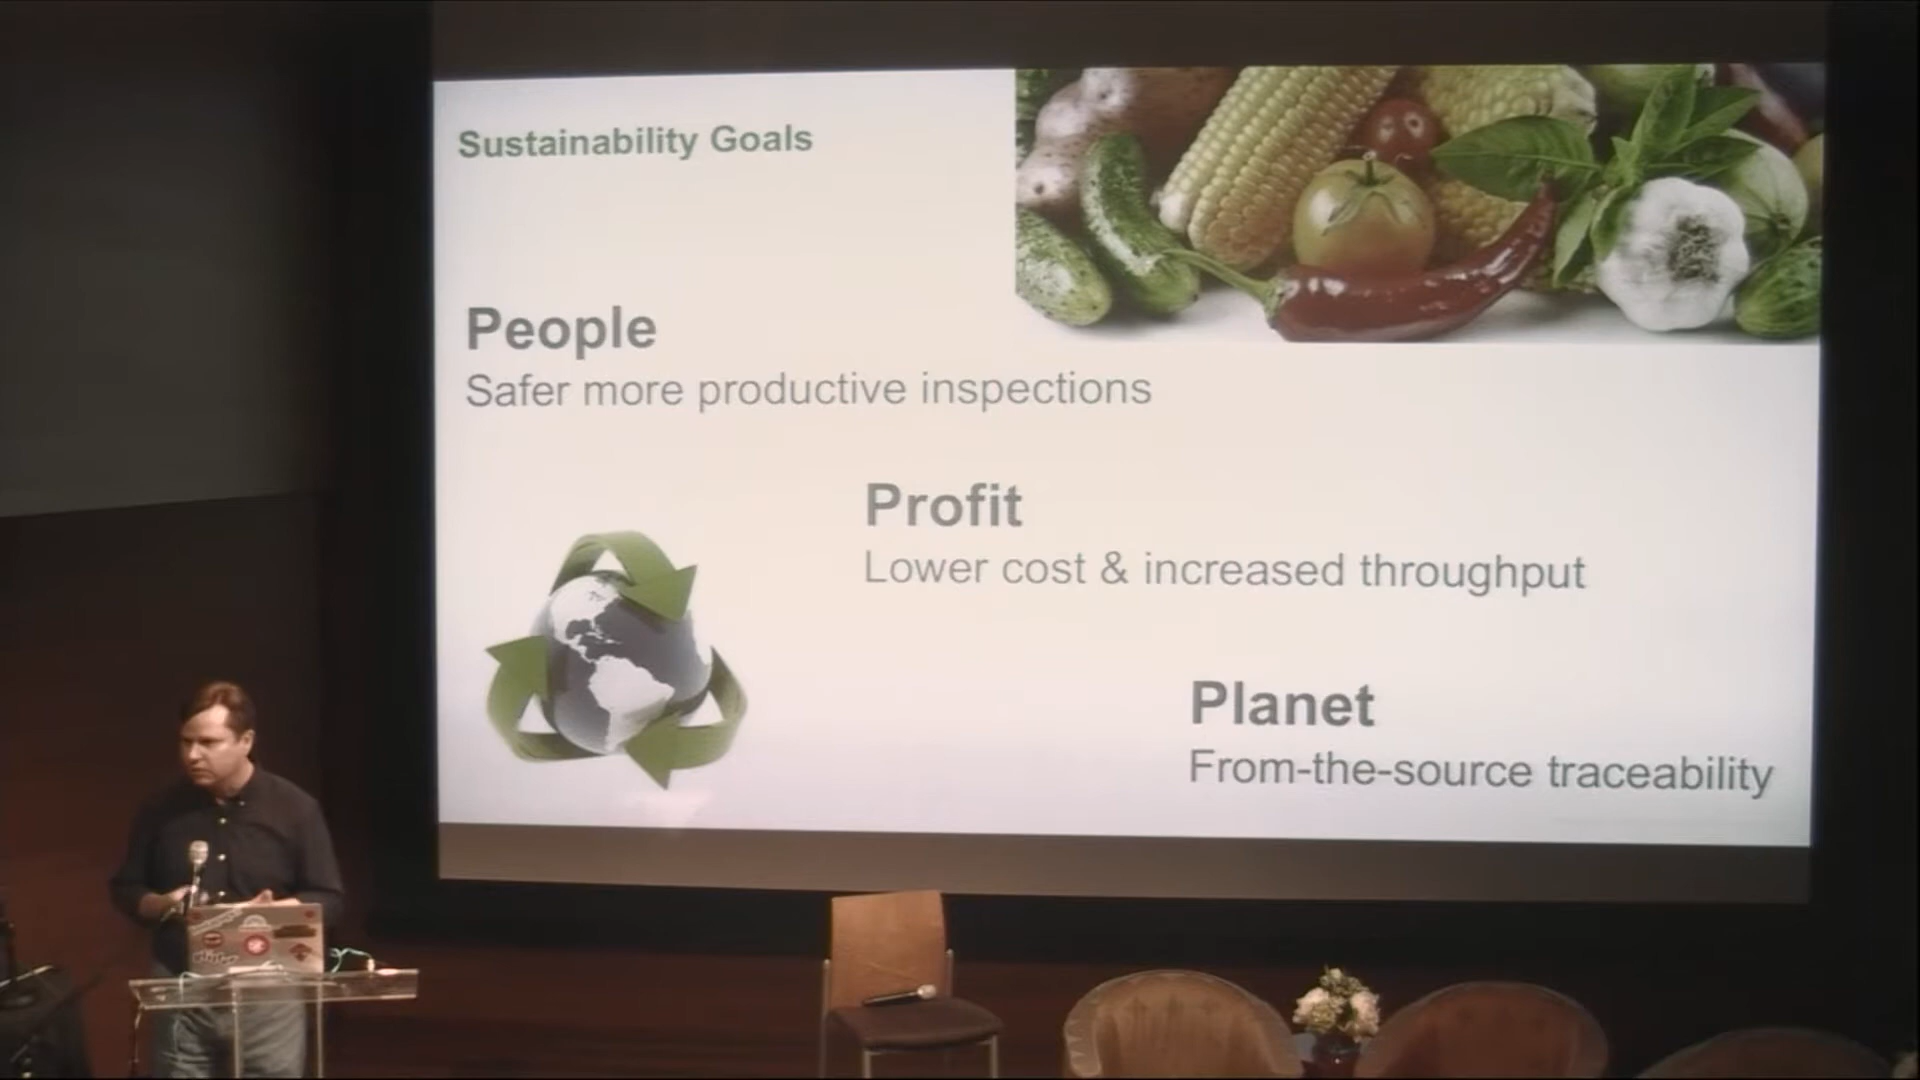 Sustainability Goals
People
Safer more productive inspections
Profit
Lower cost & increased throughput
Planet
From-the-source traceability